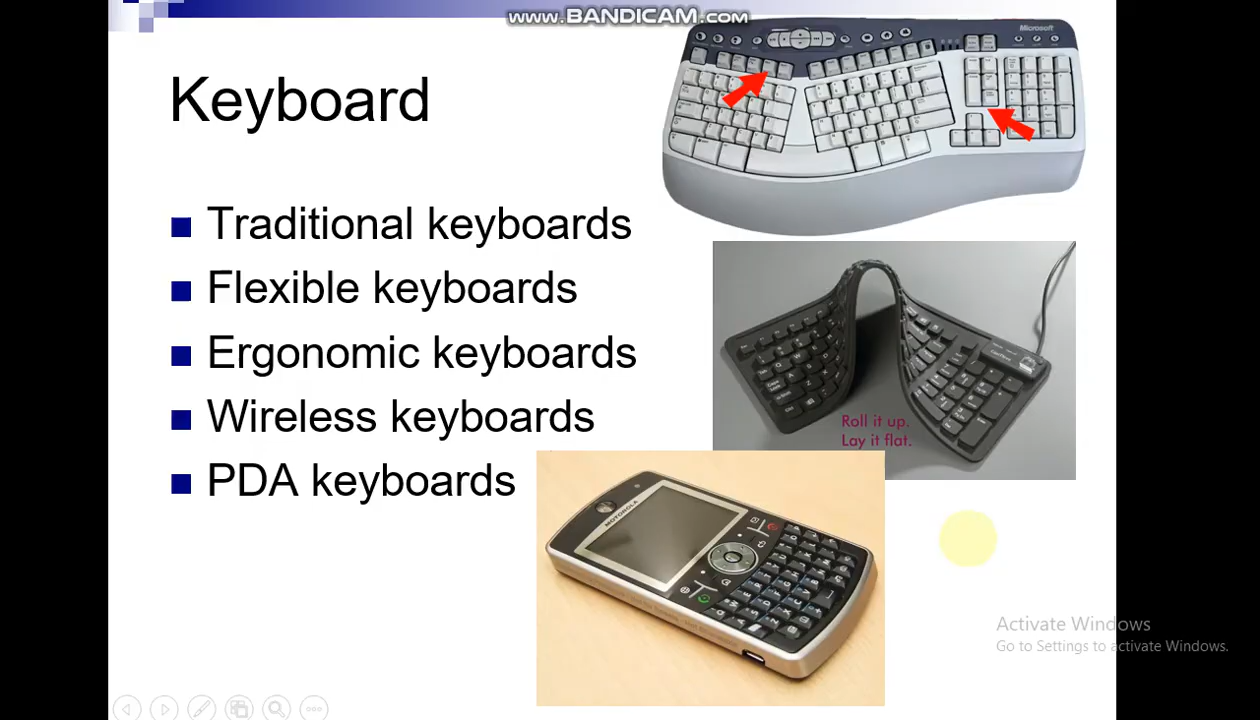 www.BANDICAM.com
Keyboard
Traditional keyboards
Flexible keyboards
Ergonomic keyboards
Wireless keyboards
PDA keyboards
Microsoft
Roll it up.
Lay it flat.
MOTOROLA
Activate Windows
Go to Settings to activate Windows.